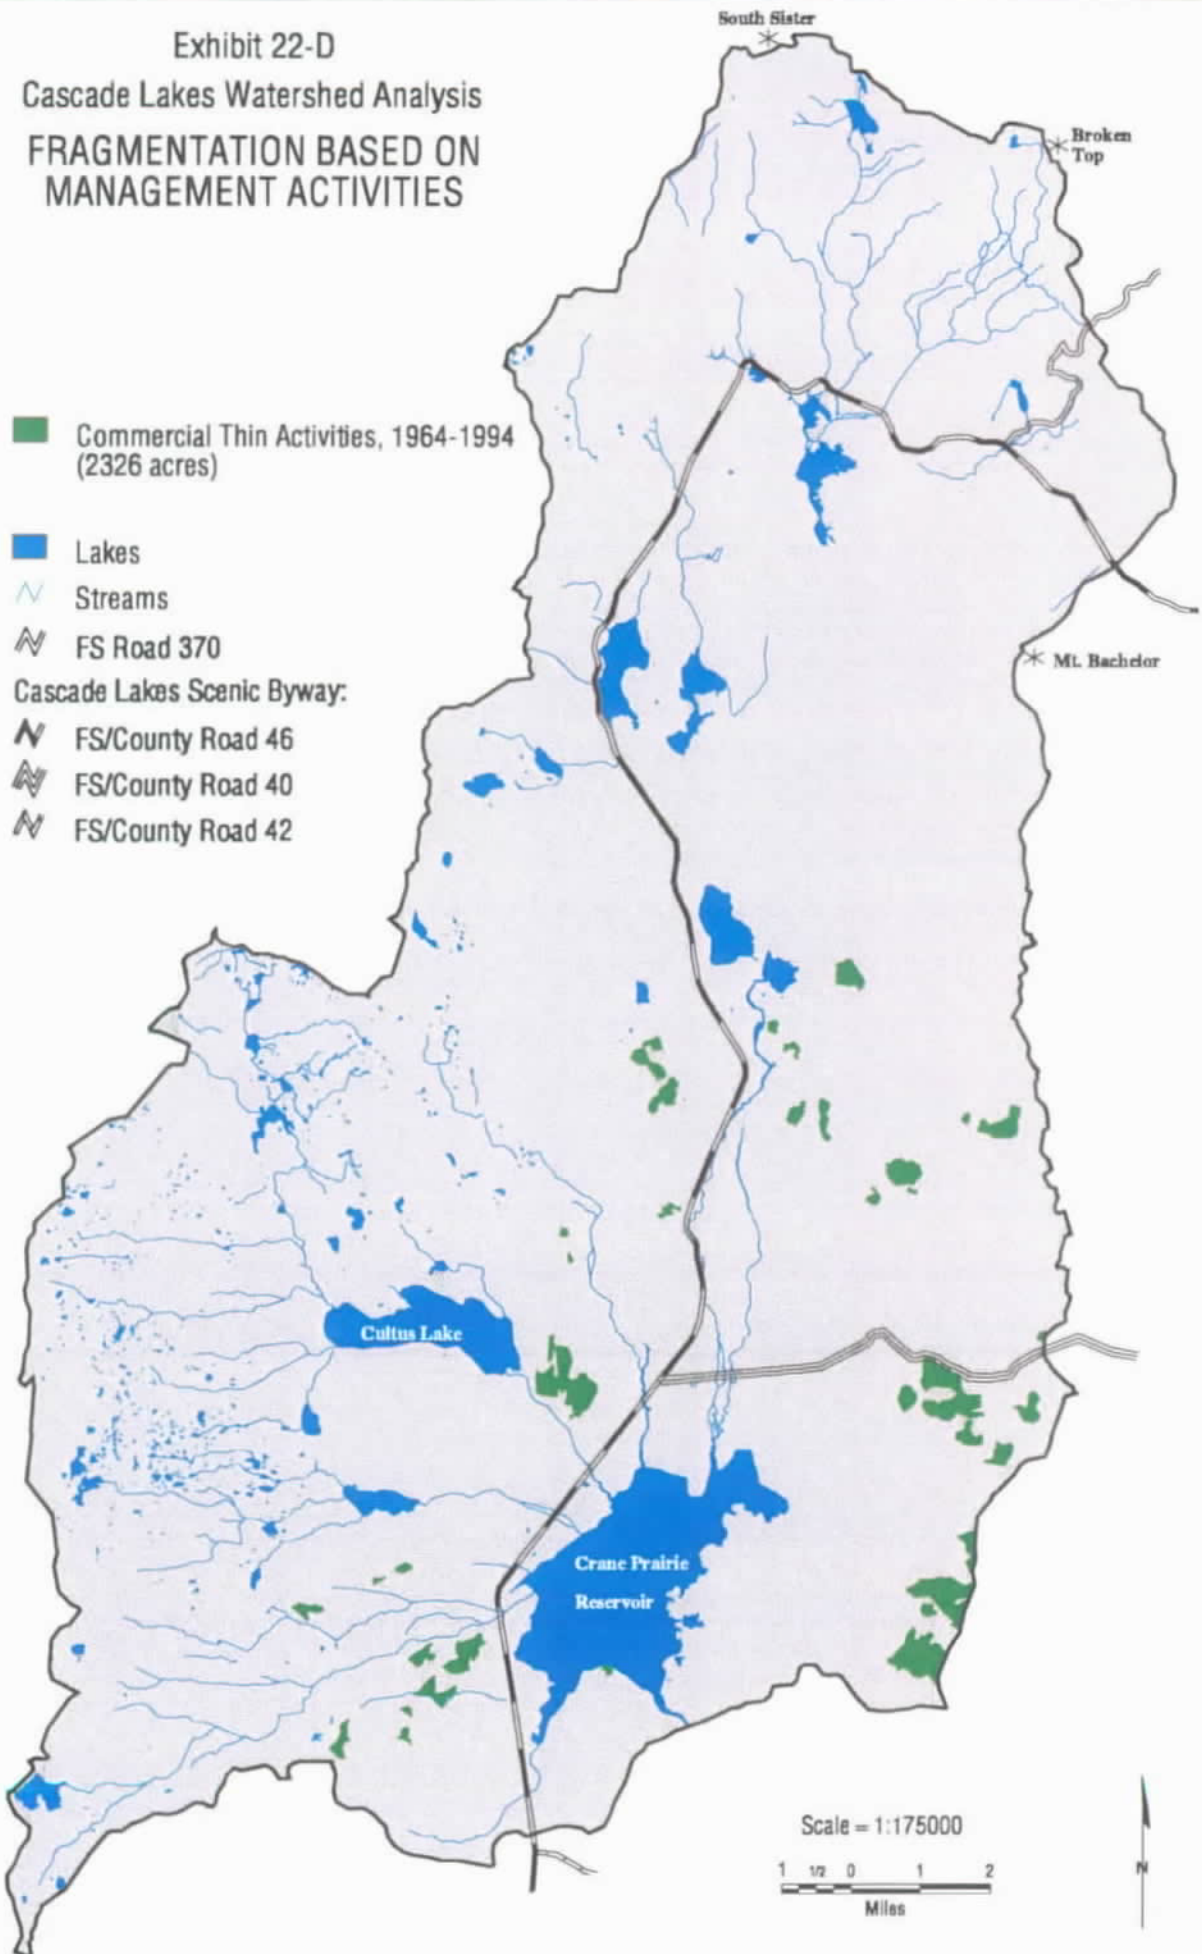 Exhibit 22-D
Cascade Lakes Watershed Analysis
FRAGMENTATION BASED ON
MANAGEMENT ACTIVITIES
South Sister
Broken
Top
Commercial Thin Activities, 1964-1994
(2326 acres)
Lakes
Streams
FS Road 370
Cascade Lakes Scenic Byway:
FS/County Road 46
FS/County Road 40
FS/County Road 42
Mt. Bachelor
Cultus Lake
Crane Prairie
Reservoir
Scale = 1:175000
1 1/2 0 1 2
Miles
N